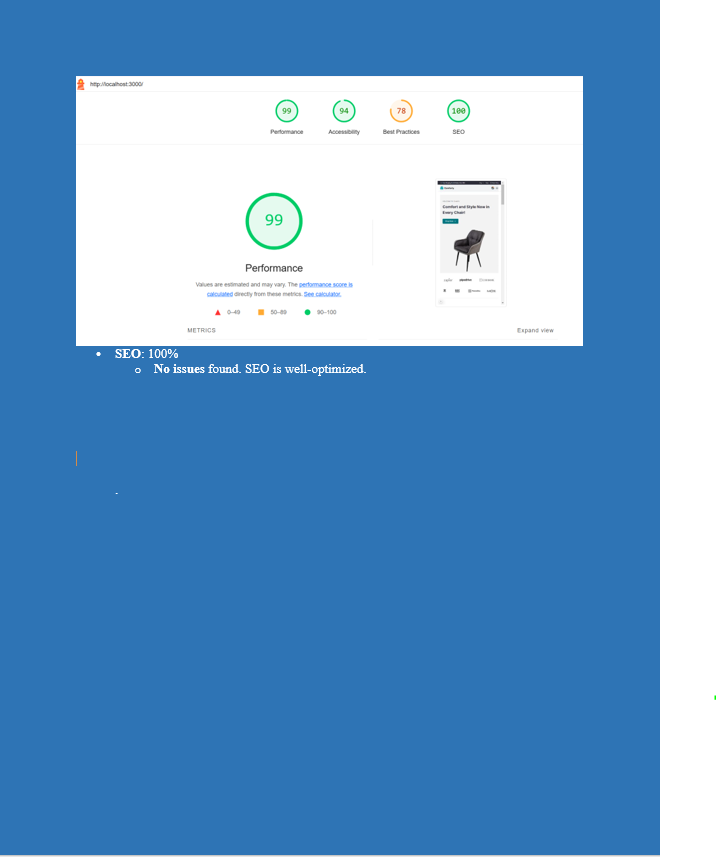 http://localhost:3000/
99
94
78
100
Performance
Accessibility
Best Practices
SEO
99
Performance
Values are estimated and may vary. The performance score is
calculated directly from these metrics. See calculator.
0–49
50–89
90–100
METRICS
Expand view
Comfort and Style Now in
Every Chair!
• SEO: 100%
o No issues found. SEO is well-optimized.
-